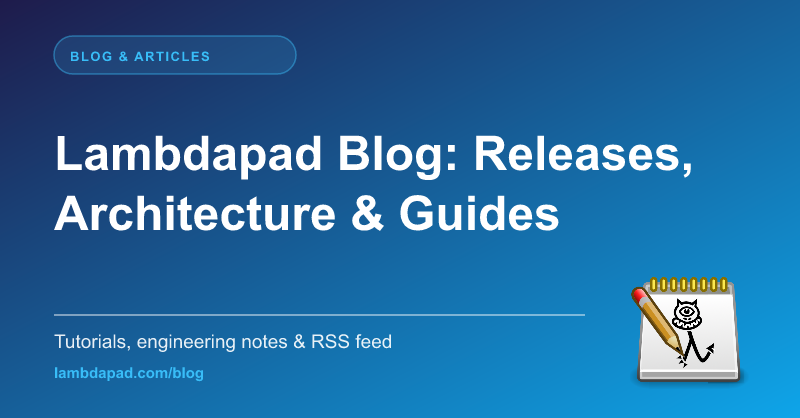 BLOG & ARTICLES
Lambdapad Blog: Releases,
Architecture & Guides
Tutorials, engineering notes & RSS feed
lambdapad.com/blog